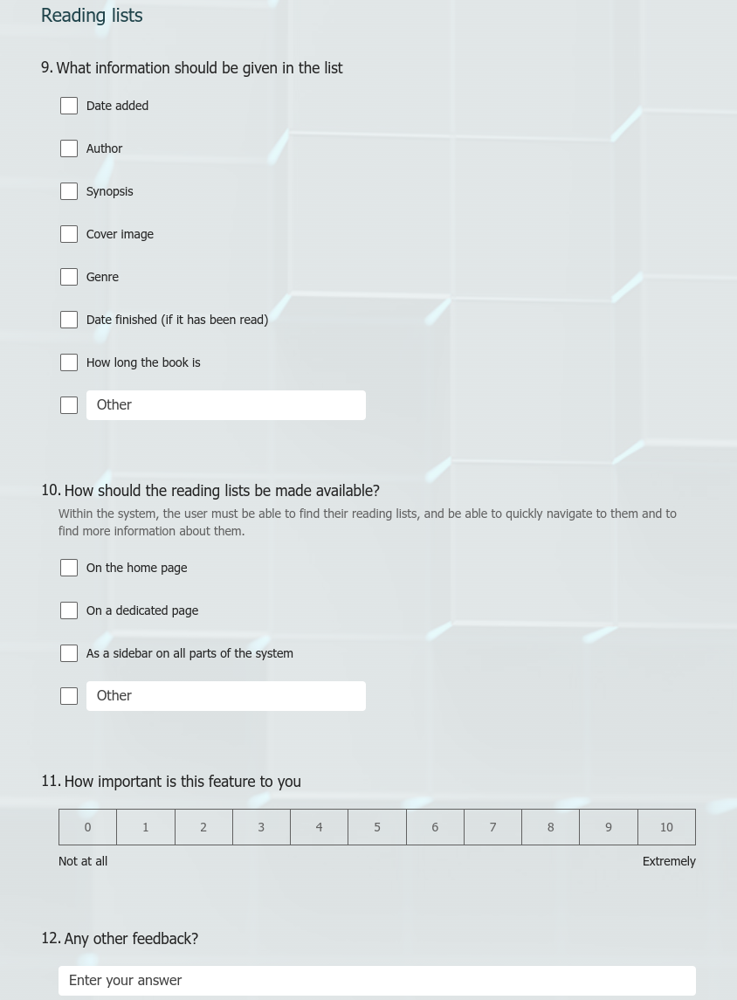 Reading lists
9. What information should be given in the list
Date added
Author
Synopsis
Cover image
Genre
Date finished (if it has been read)
How long the book is
Other
10. How should the reading lists be made available?
Within the system, the user must be able to find their reading lists, and be able to quickly navigate to them and to
find more information about them.
On the home page
On a dedicated page
As a sidebar on all parts of the system
Other
11. How important is this feature to you
0 1 2 3 4 5 6 7 8 9 10
Not at all Extremely
12. Any other feedback?
Enter your answer